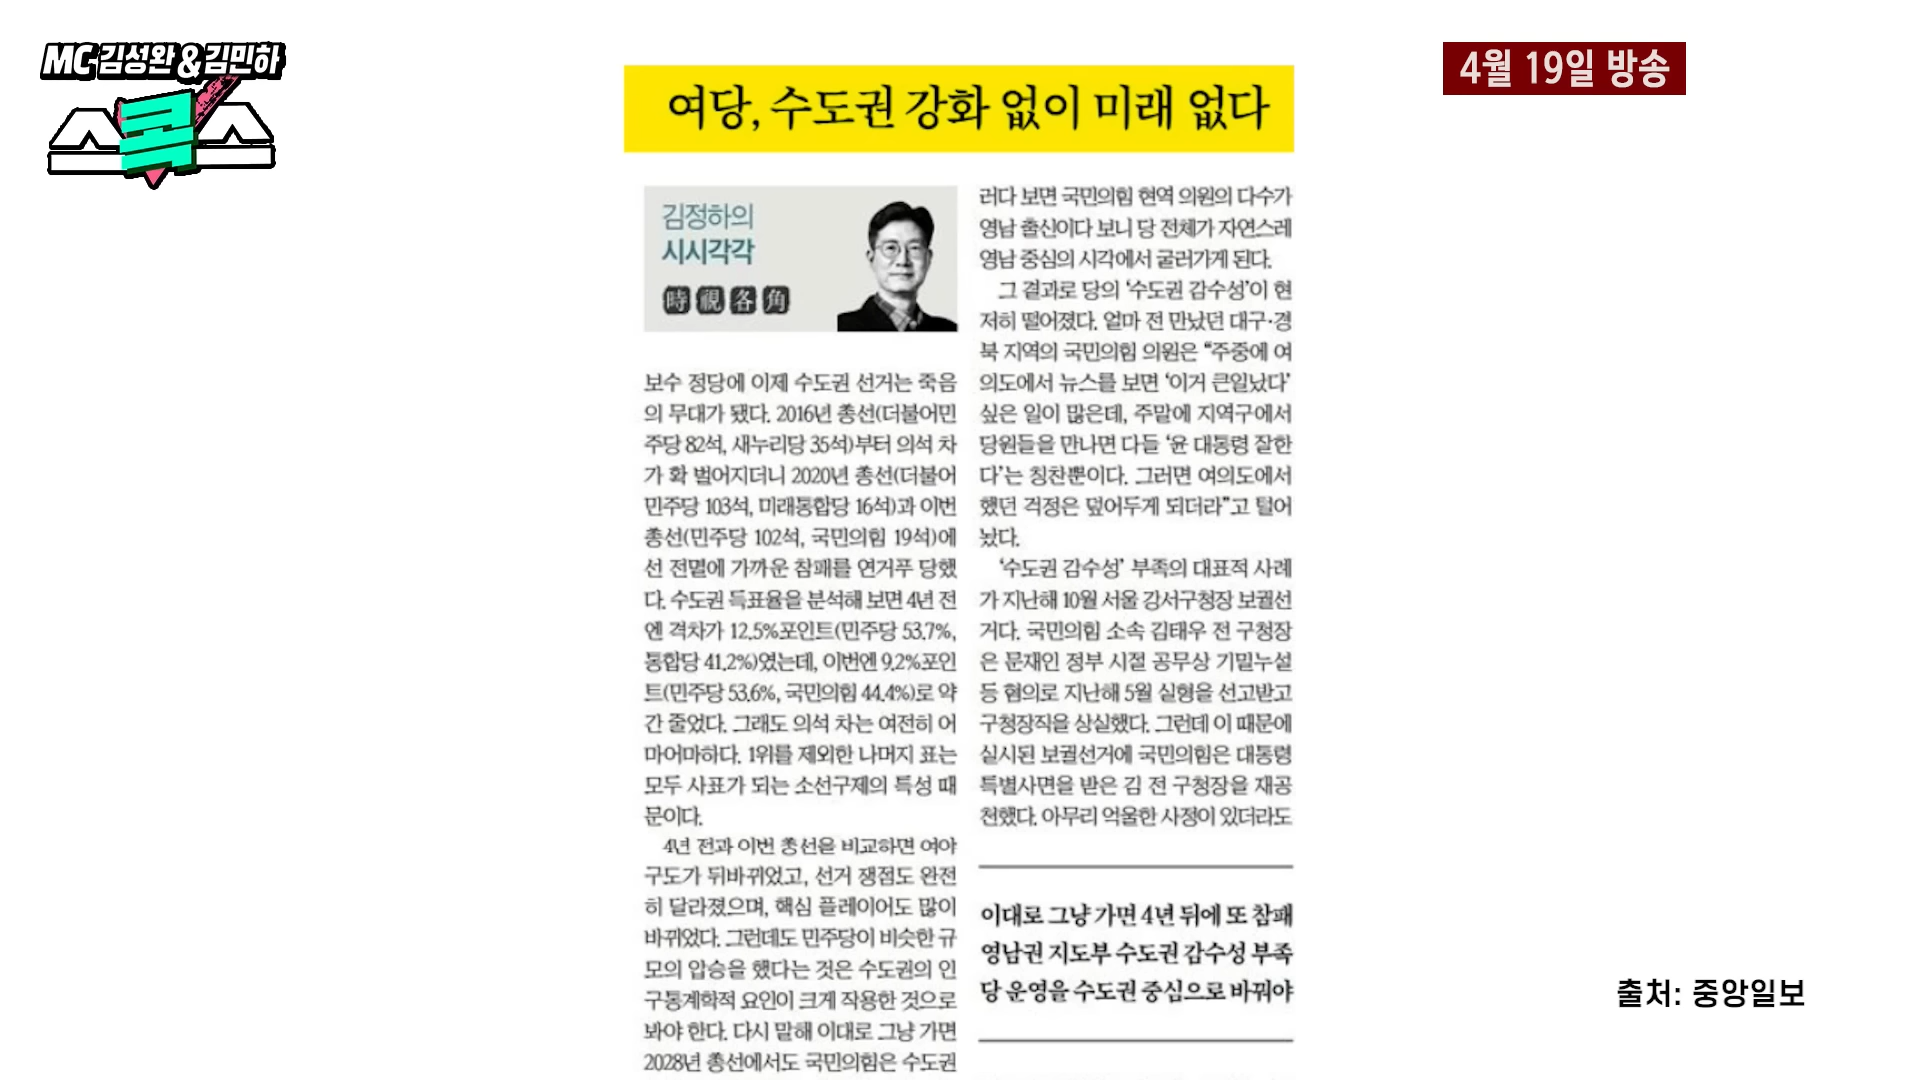 MC 김성완&김민하
콕
4월 19일 방송
여당, 수도권 강화 없이 미래 없다
김정하의
시시각각
時視各角
보수 정당에 이제 수도권 선거는 죽음
의 무대가 됐다. 2016년 총선(더불어민
주당 82석, 새누리당 35석)부터 의석 차
가 확 벌어지더니 2020년 총선(더불어
민주당 103석, 미래통합당 16석)과 이번
총선(민주당 102석, 국민의힘 19석)에
선 전멸에 가까운 참패를 연거푸 당했
다. 수도권 득표율을 분석해 보면 4년 전
엔 격차가 12.5%포인트(민주당 53.7%,
통합당 41.2%)였는데, 이번엔 9.2%포인
트(민주당 53.6%, 국민의힘 44.4%)로 약
간 줄었다. 그래도 의석 차는 여전히 어
마어마하다. 1위를 제외한 나머지 표는
모두 사표가 되는 소선구제의 특성 때
문이다.
4년 전과 이번 총선을 비교하면 여야
구도가 뒤바뀌었고, 선거 쟁점도 완전
히 달라졌으며, 핵심 플레이어도 많이
바뀌었다. 그런데도 민주당이 비슷한 규
모의 압승을 했다는 것은 수도권의 인
구통계학적 요인이 크게 작용한 것으로
봐야 한다. 다시 말해 이대로 그냥 가면
2028년 총선에서도 국민의힘은 수도권
러다 보면 국민의힘 현역 의원의 다수가
영남 출신이다 보니 당 전체가 자연스레
영남 중심의 시각에서 굴러가게 된다.
그 결과로 당의 ‘수도권 감수성’이 현
저히 떨어졌다. 얼마 전 만났던 대구·경
북 지역의 국민의힘 의원은 “주중에 여
의도에서 뉴스를 보면 ‘이거 큰일났다’
싶은 일이 많은데, 주말에 지역구에서
당원들을 만나면 다들 ‘윤 대통령 잘한
다’는 칭찬뿐이다. 그러면 여의도에서
했던 걱정은 덮어두게 되더라”고 털어
놨다.
‘수도권 감수성’ 부족의 대표적 사례
가 지난해 10월 서울 강서구청장 보궐선
거다. 국민의힘 소속 김태우 전 구청장
은 문재인 정부 시절 공무상 기밀누설
등 혐의로 지난해 5월 실형을 선고받고
구청장직을 상실했다. 그런데 이 때문에
실시된 보궐선거에 국민의힘은 대통령
특별사면을 받은 김 전 구청장을 재공
천했다. 아무리 억울한 사정이 있더라도
이대로 그냥 가면 4년 뒤에 또 참패
영남권 지도부 수도권 감수성 부족
당 운영을 수도권 중심으로 바꿔야
출처: 중앙일보